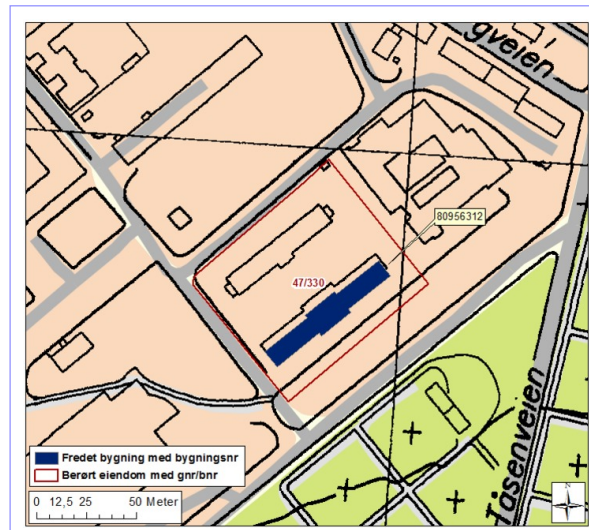 gveien
80956312
47/330
Tåsenveien
Fredet bygning med bygningsnr
Berørt eiendom med gnr/bnr
0 12,5 25 50 Meter